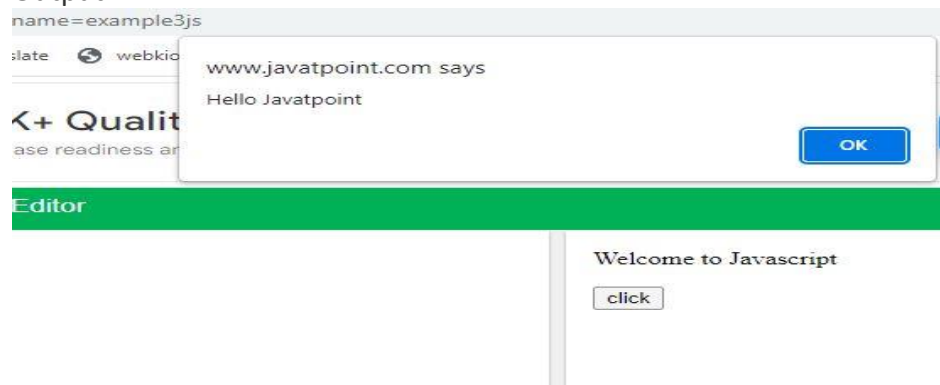 name=example3js
slate webkio
www.javatpoint.com says
Hello Javatpoint
K+ Qualit
ase readiness ar
OK
Editor
Welcome to Javascript
click